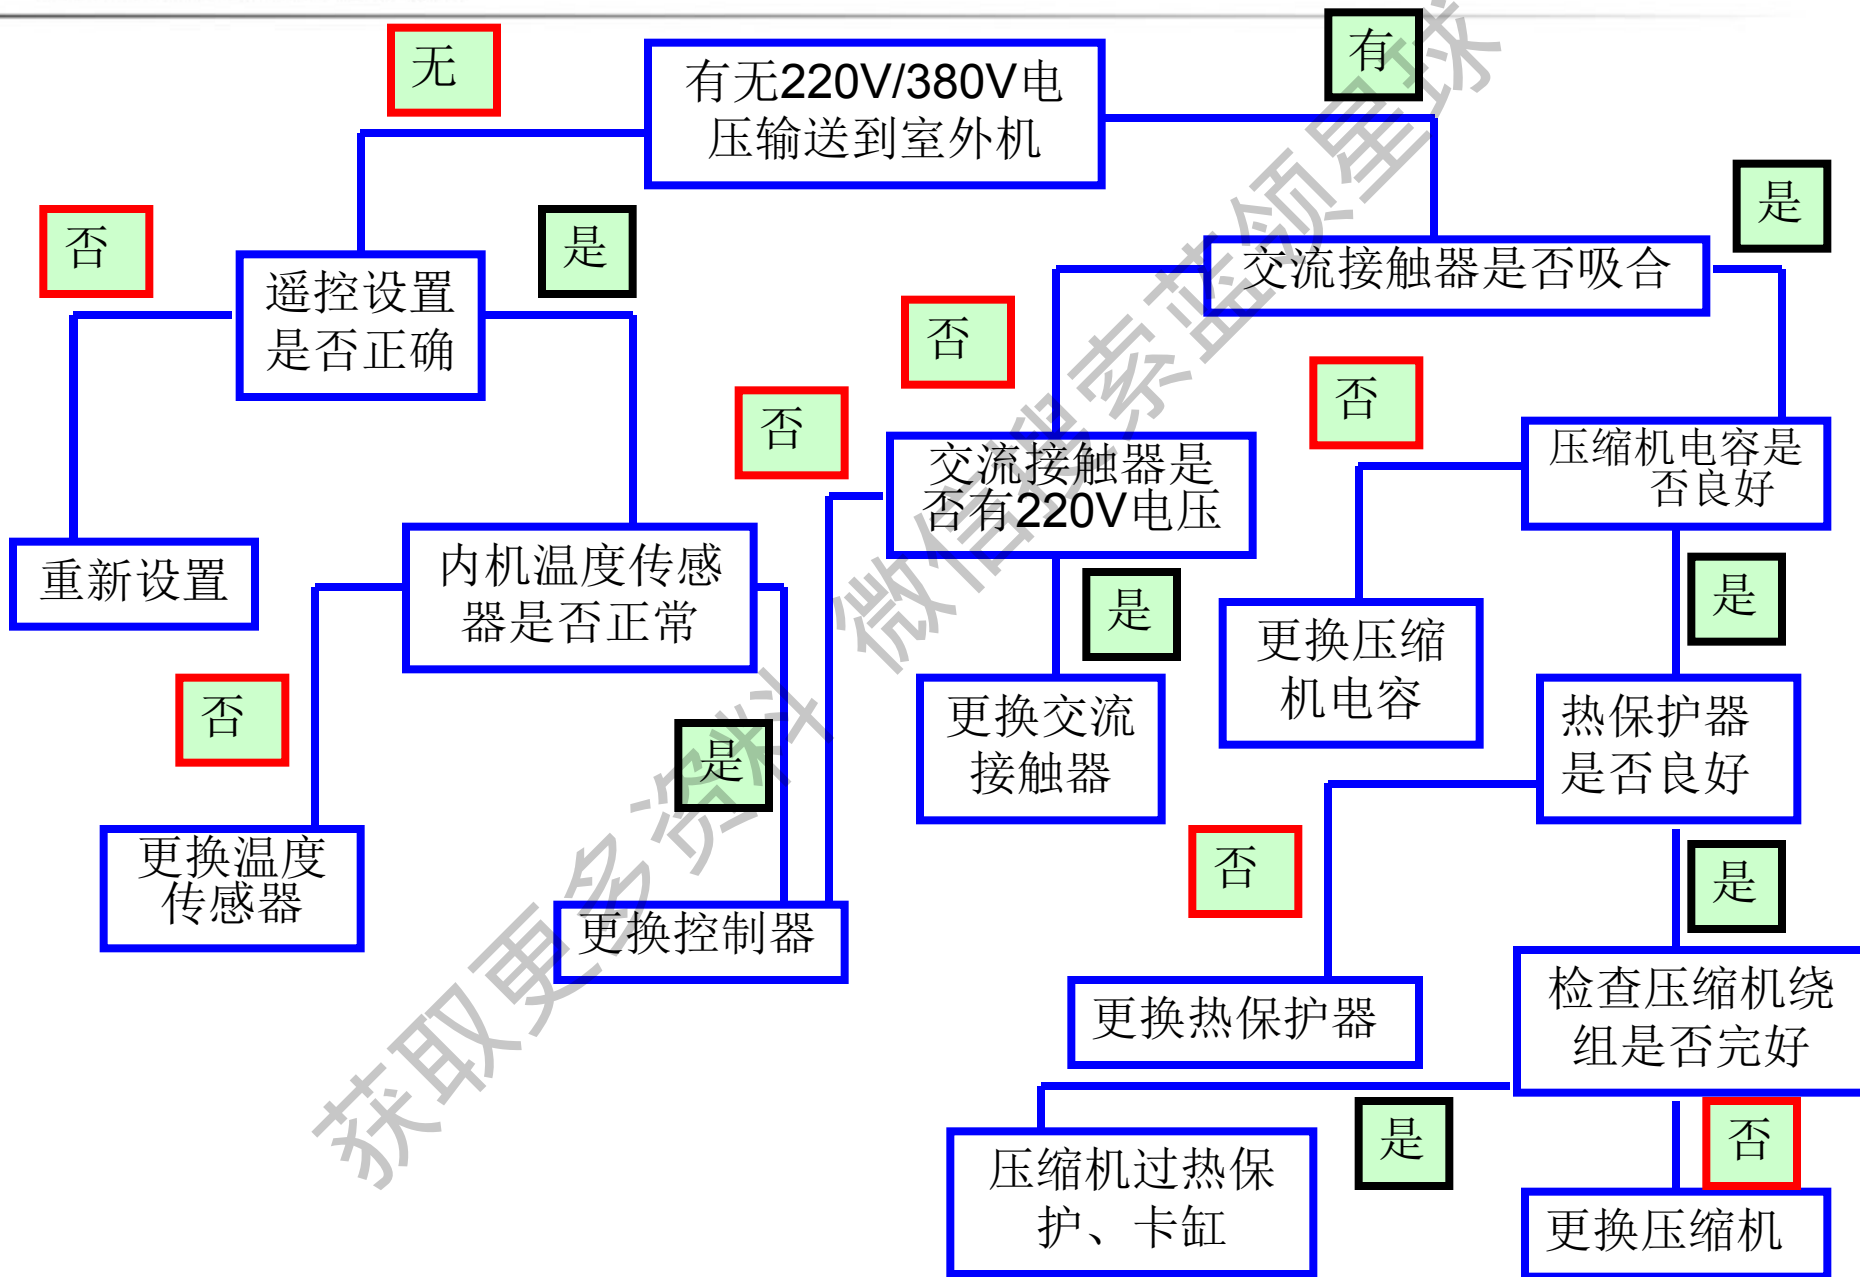 无
有无220V/380V电
压输送到室外机
有
否
遥控设置
是否正确
是
交流接触器是否吸合
是
否
否
否
交流接触器是
否有220V电压
压缩机电容是
否良好
重新设置
内机温度传感
器是否正常
是
更换压缩
机电容
是
否
是
更换交流
接触器
热保护器
是否良好
更换温度
传感器
更换控制器
否
是
更换热保护器
检查压缩机绕
组是否完好
压缩机过热保
护、卡缸
是
否
更换压缩机
获取更多资料 微信搜索蓝领星球